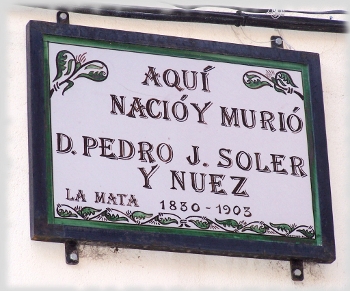 AQUÍ
NACIÓ Y MURIÓ
D. PEDRO J. SOLER
Y NUEZ
LA MATA 1830-1903